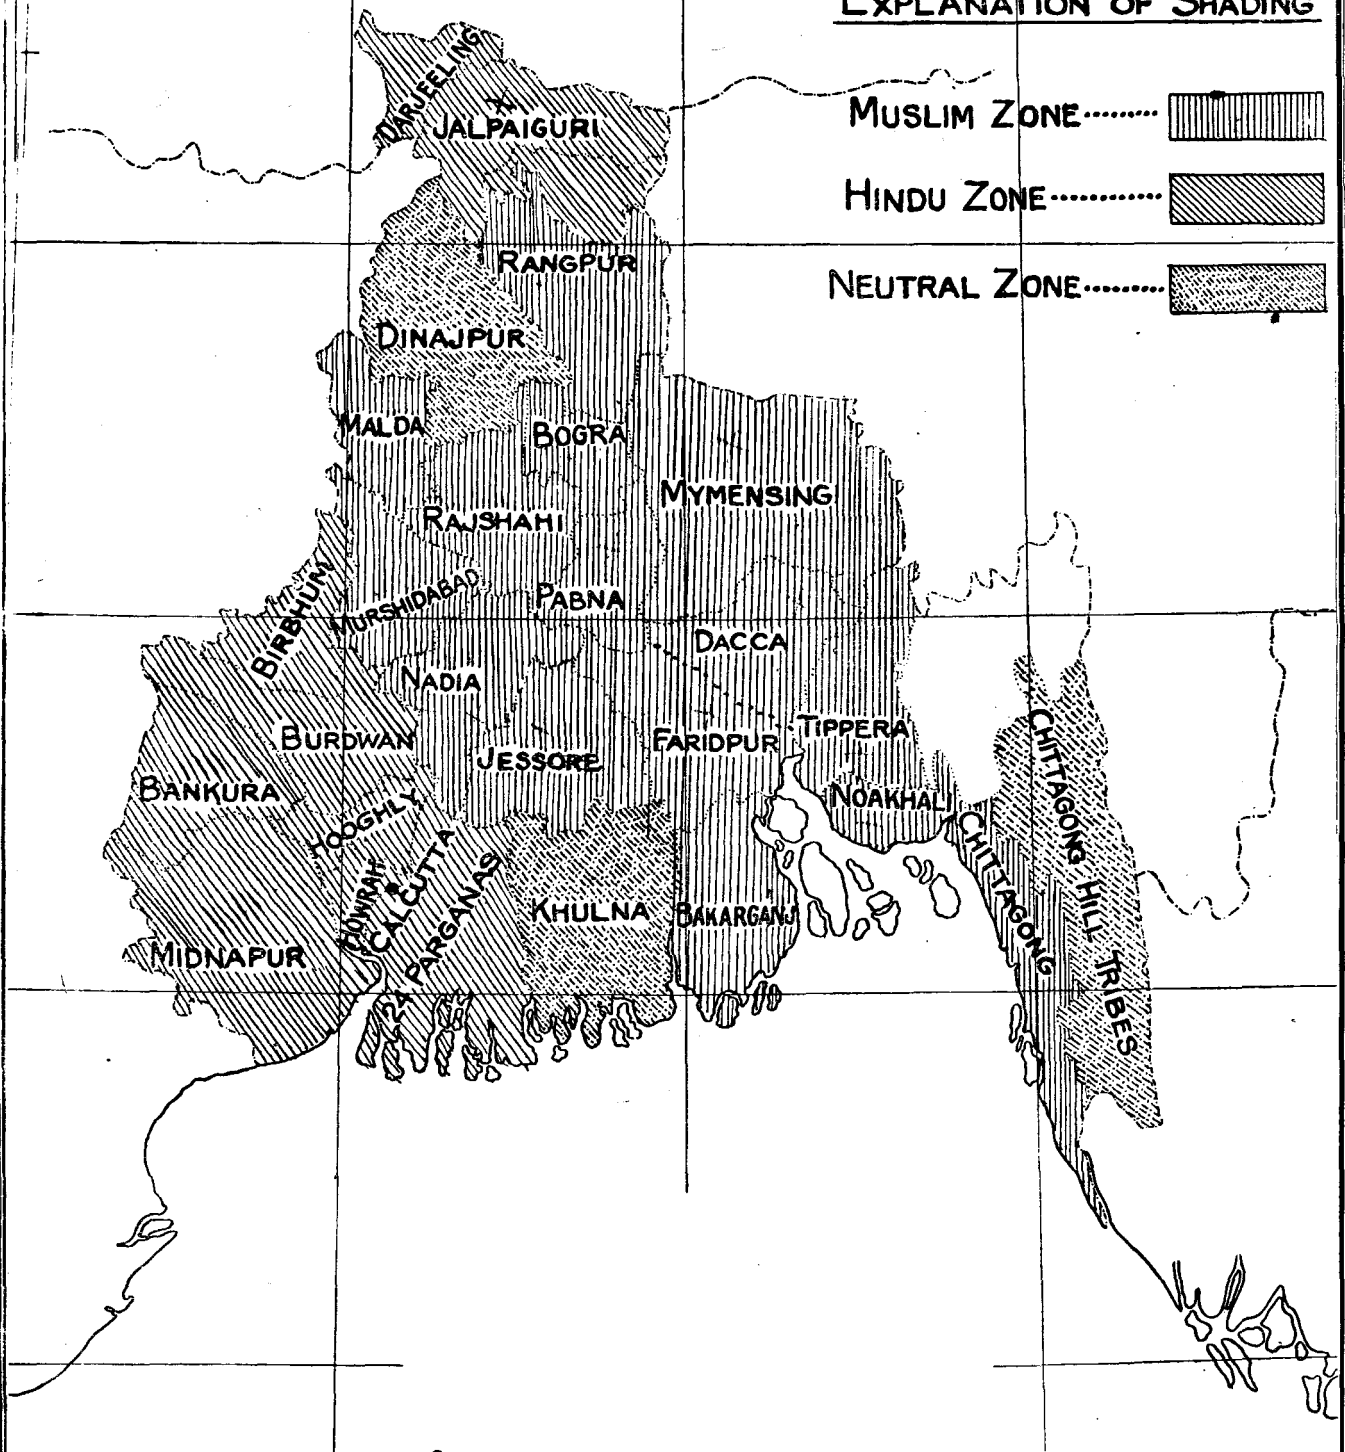 EXPLANATION OF SHADING
MUSLIM ZONE
HINDU ZONE
NEUTRAL ZONE
DARJEELING
JALPAIGURI
RANGPUR
DINAJPUR
MALDA
BOGRA
MYMENSING
RAJSHAHI
BIRBHUM
MURSHIDABAD
PABNA
DACCA
NADIA
BURDWAN
JESSORE
FARIDPUR
TIPPERA
BANKURA
HOOGHLY
NOAKHALI
CHITTAGONG HILL TRIBES
CHITTAGONG
HOWRAH
CALCUTTA
24 PARGANAS
KHULNA
BAKARGANJ
MIDNAPUR